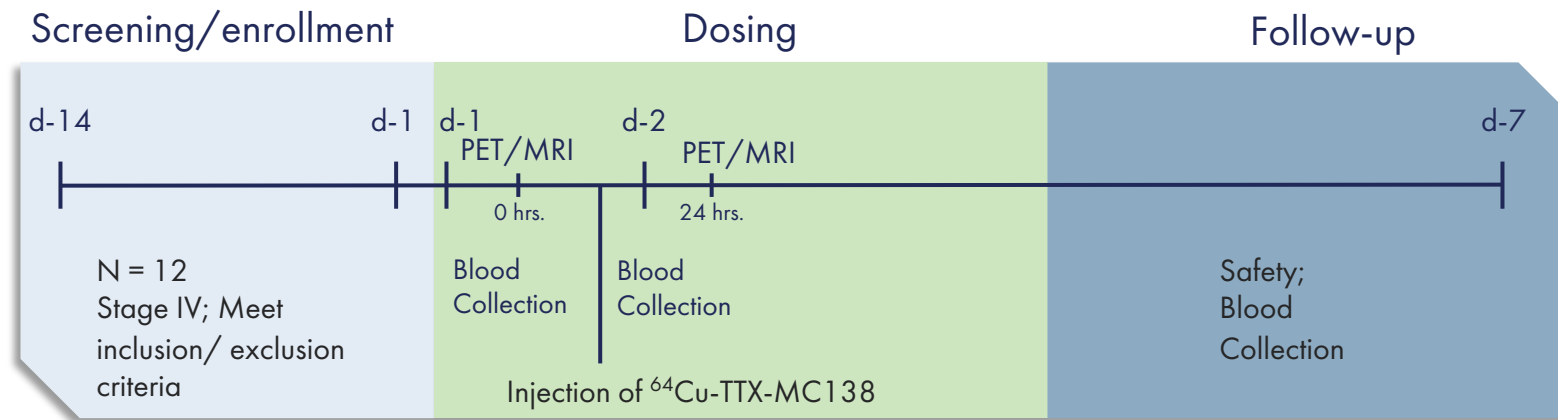 Screening/enrollment
Dosing
Follow-up
d-14
d-1
d-1
d-2
d-7
PET/MRI
PET/MRI
0 hrs.
24 hrs.
N = 12
Stage IV; Meet
inclusion/ exclusion
criteria
Blood
Collection
Blood
Collection
Injection of ⁶⁴Cu-TTX-MC138
Safety;
Blood
Collection